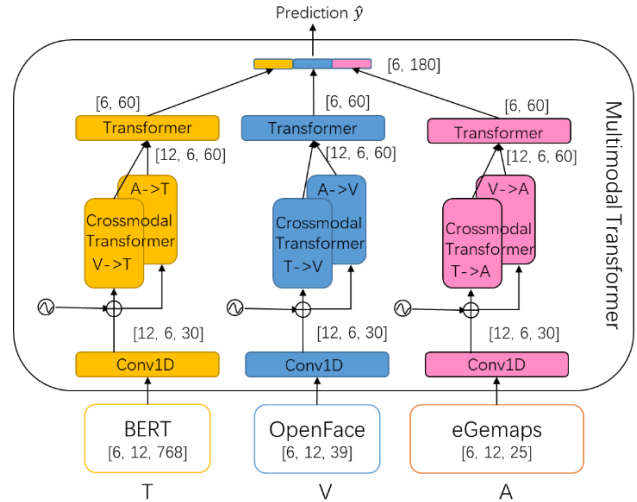 Prediction ŷ
[6, 180]
[6, 60]
[6, 60]
[6, 60]
Transformer
Transformer
Transformer
[12, 6, 60]
[12, 6, 60]
[12, 6, 60]
A->T
A->V
V->A
Crossmodal
Transformer
V->T
Crossmodal
Transformer
T->V
Crossmodal
Transformer
T->A
Multimodal Transformer
[12, 6, 30]
[12, 6, 30]
[12, 6, 30]
Conv1D
Conv1D
Conv1D
BERT
[6, 12, 768]
OpenFace
[6, 12, 39]
eGemaps
[6, 12, 25]
T
V
A